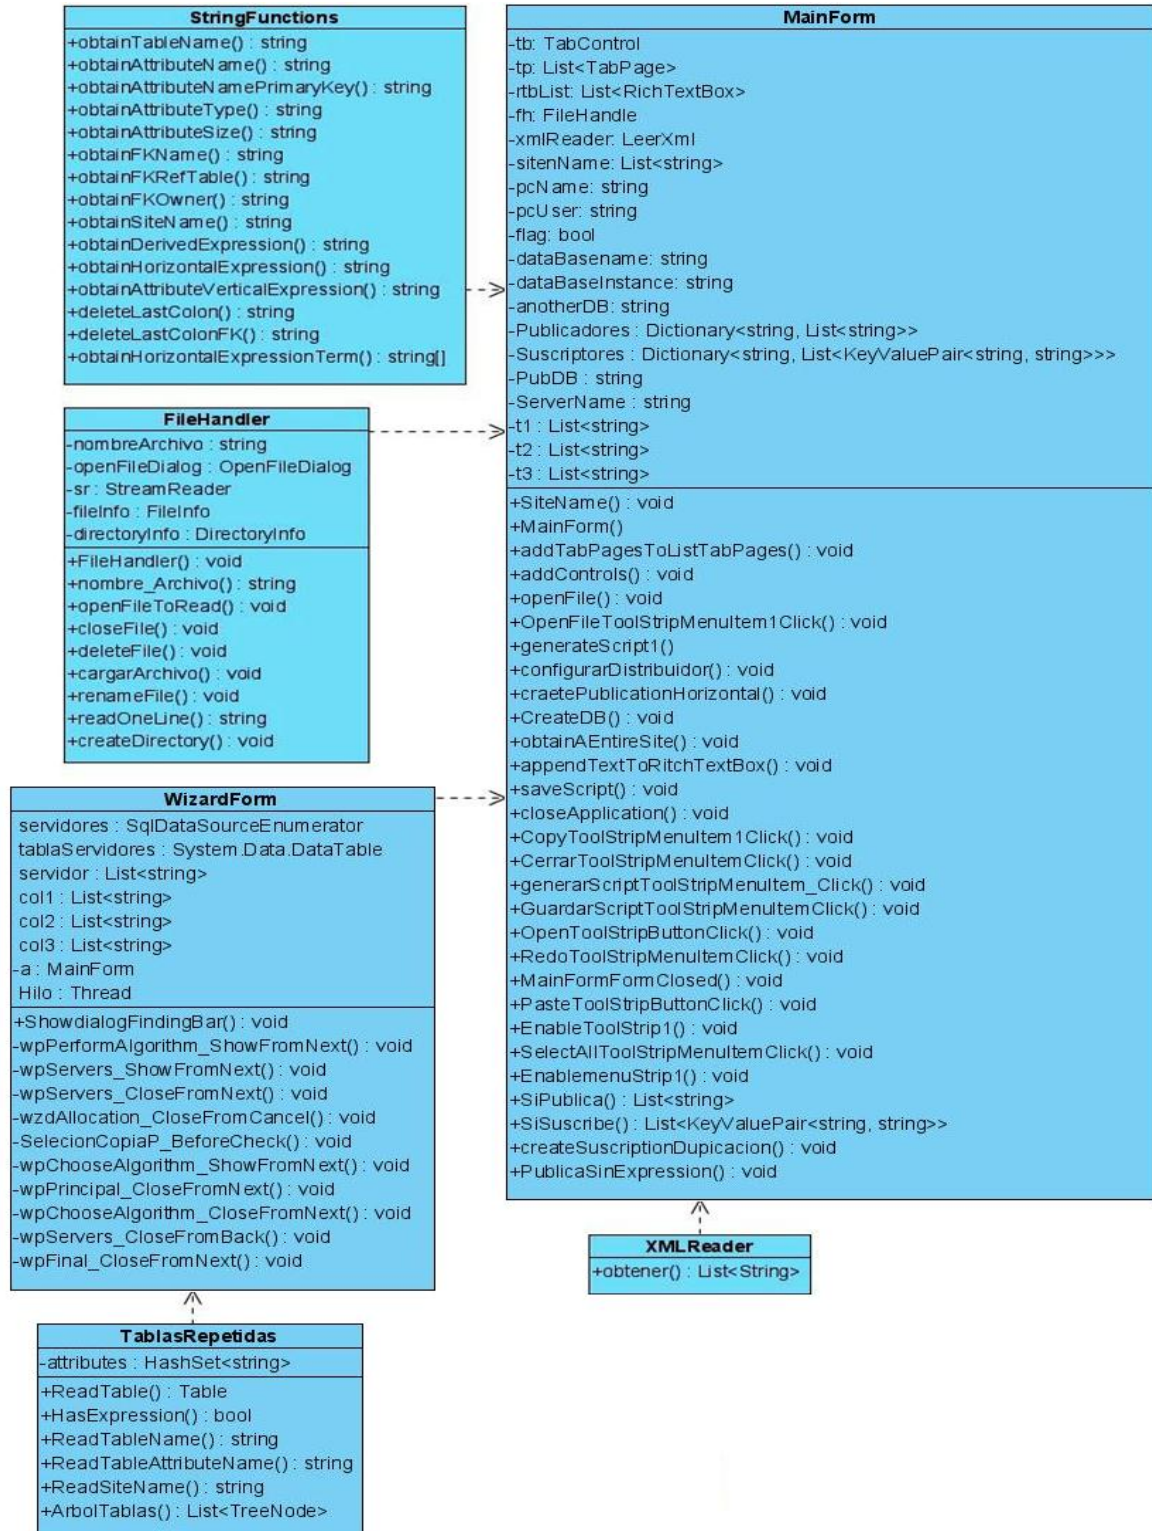 StringFunctions
+obtainTableName() : string
+obtainAttributeName() : string
+obtainAttributeNamePrimaryKey() : string
+obtainAttributeType() : string
+obtainAttributeSize() : string
+obtainFKName() : string
+obtainFKRefTable() : string
+obtainFKOwner() : string
+obtainSiteName() : string
+obtainDerivedExpression() : string
+obtainHorizontalExpression() : string
+obtainAttributeVerticalExpression() : string
+deleteLastColon() : string
+deleteLastColonFK() : string
+obtainHorizontalExpressionTerm() : string[]
FileHandler
-nombreArchivo : string
-openFileDialog : OpenFileDialog
-sr : StreamReader
-fileInfo : FileInfo
-directoryInfo : DirectoryInfo
+FileHandler() : void
+nombre_Archivo() : string
+openFileToRead() : void
+closeFile() : void
+deleteFile() : void
+cargarArchivo() : void
+renameFile() : void
+readOneLine() : string
+createDirectory() : void
WizardForm
servidores : SqlDataSourceEnumerator
tablaServidores : System.Data.DataTable
servidor : List<string>
col1 : List<string>
col2 : List<string>
col3 : List<string>
-a : MainForm
Hilo : Thread
+ShowdialogFindingBar() : void
-wpPerformAlgorithm_ShowFromNext() : void
-wpServers_ShowFromNext() : void
-wpServers_CloseFromNext() : void
-wzdAllocation_CloseFromCancel() : void
-SelecionCopiaP_BeforeCheck() : void
-wpChooseAlgorithm_ShowFromNext() : void
-wpPrincipal_CloseFromNext() : void
-wpChooseAlgorithm_CloseFromNext() : void
-wpServers_CloseFromBack() : void
-wpFinal_CloseFromNext() : void
TablasRepetidas
-attributes : HashSet<string>
+ReadTable() : Table
+HasExpression() : bool
+ReadTableName() : string
+ReadTableAttributeName() : string
+ReadSiteName() : string
+ArbolTablas() : List<TreeNode>
MainForm
-tb: TabControl
-tp: List<TabPage>
-rtbList: List<RichTextBox>
-fh: FileHandle
-xmlReader: LeerXml
-sitenName: List<string>
-pcName: string
-pcUser: string
-flag: bool
-dataBasename: string
-dataBaseInstance: string
-anotherDB: string
-Publicadores : Dictionary<string, List<string>>
-Suscriptores : Dictionary<string, List<KeyValuePair<string, string>>>
-PubDB : string
-ServerName : string
-t1 : List<string>
-t2 : List<string>
-t3 : List<string>
+SiteName() : void
+MainForm()
+addTabPagesToListTabPages() : void
+addControls() : void
+openFile() : void
+OpenFileToolStripMenuItem1Click() : void
+generateScript1()
+configurarDistribuidor() : void
+craetePublicationHorizontal() : void
+CreateDB() : void
+obtainAEntireSite() : void
+appendTextToRitchTextBox() : void
+saveScript() : void
+closeApplication() : void
+CopyToolStripMenuItem1Click() : void
+CerrarToolStripMenuItemClick() : void
+generarScriptToolStripMenuItem_Click() : void
+GuardarScriptToolStripMenuItemClick() : void
+OpenToolStripButtonClick() : void
+RedoToolStripMenuItemClick() : void
+MainFormFormClosed() : void
+PasteToolStripButtonClick() : void
+EnableToolStrip1() : void
+SelectAllToolStripMenuItemClick() : void
+EnablemenuStrip1() : void
+SiPublica() : List<string>
+SiSuscribe() : List<KeyValuePair<string, string>>
+createSuscriptionDupicacion() : void
+PublicaSinExpression() : void
XMLReader
+obtener() : List<String>